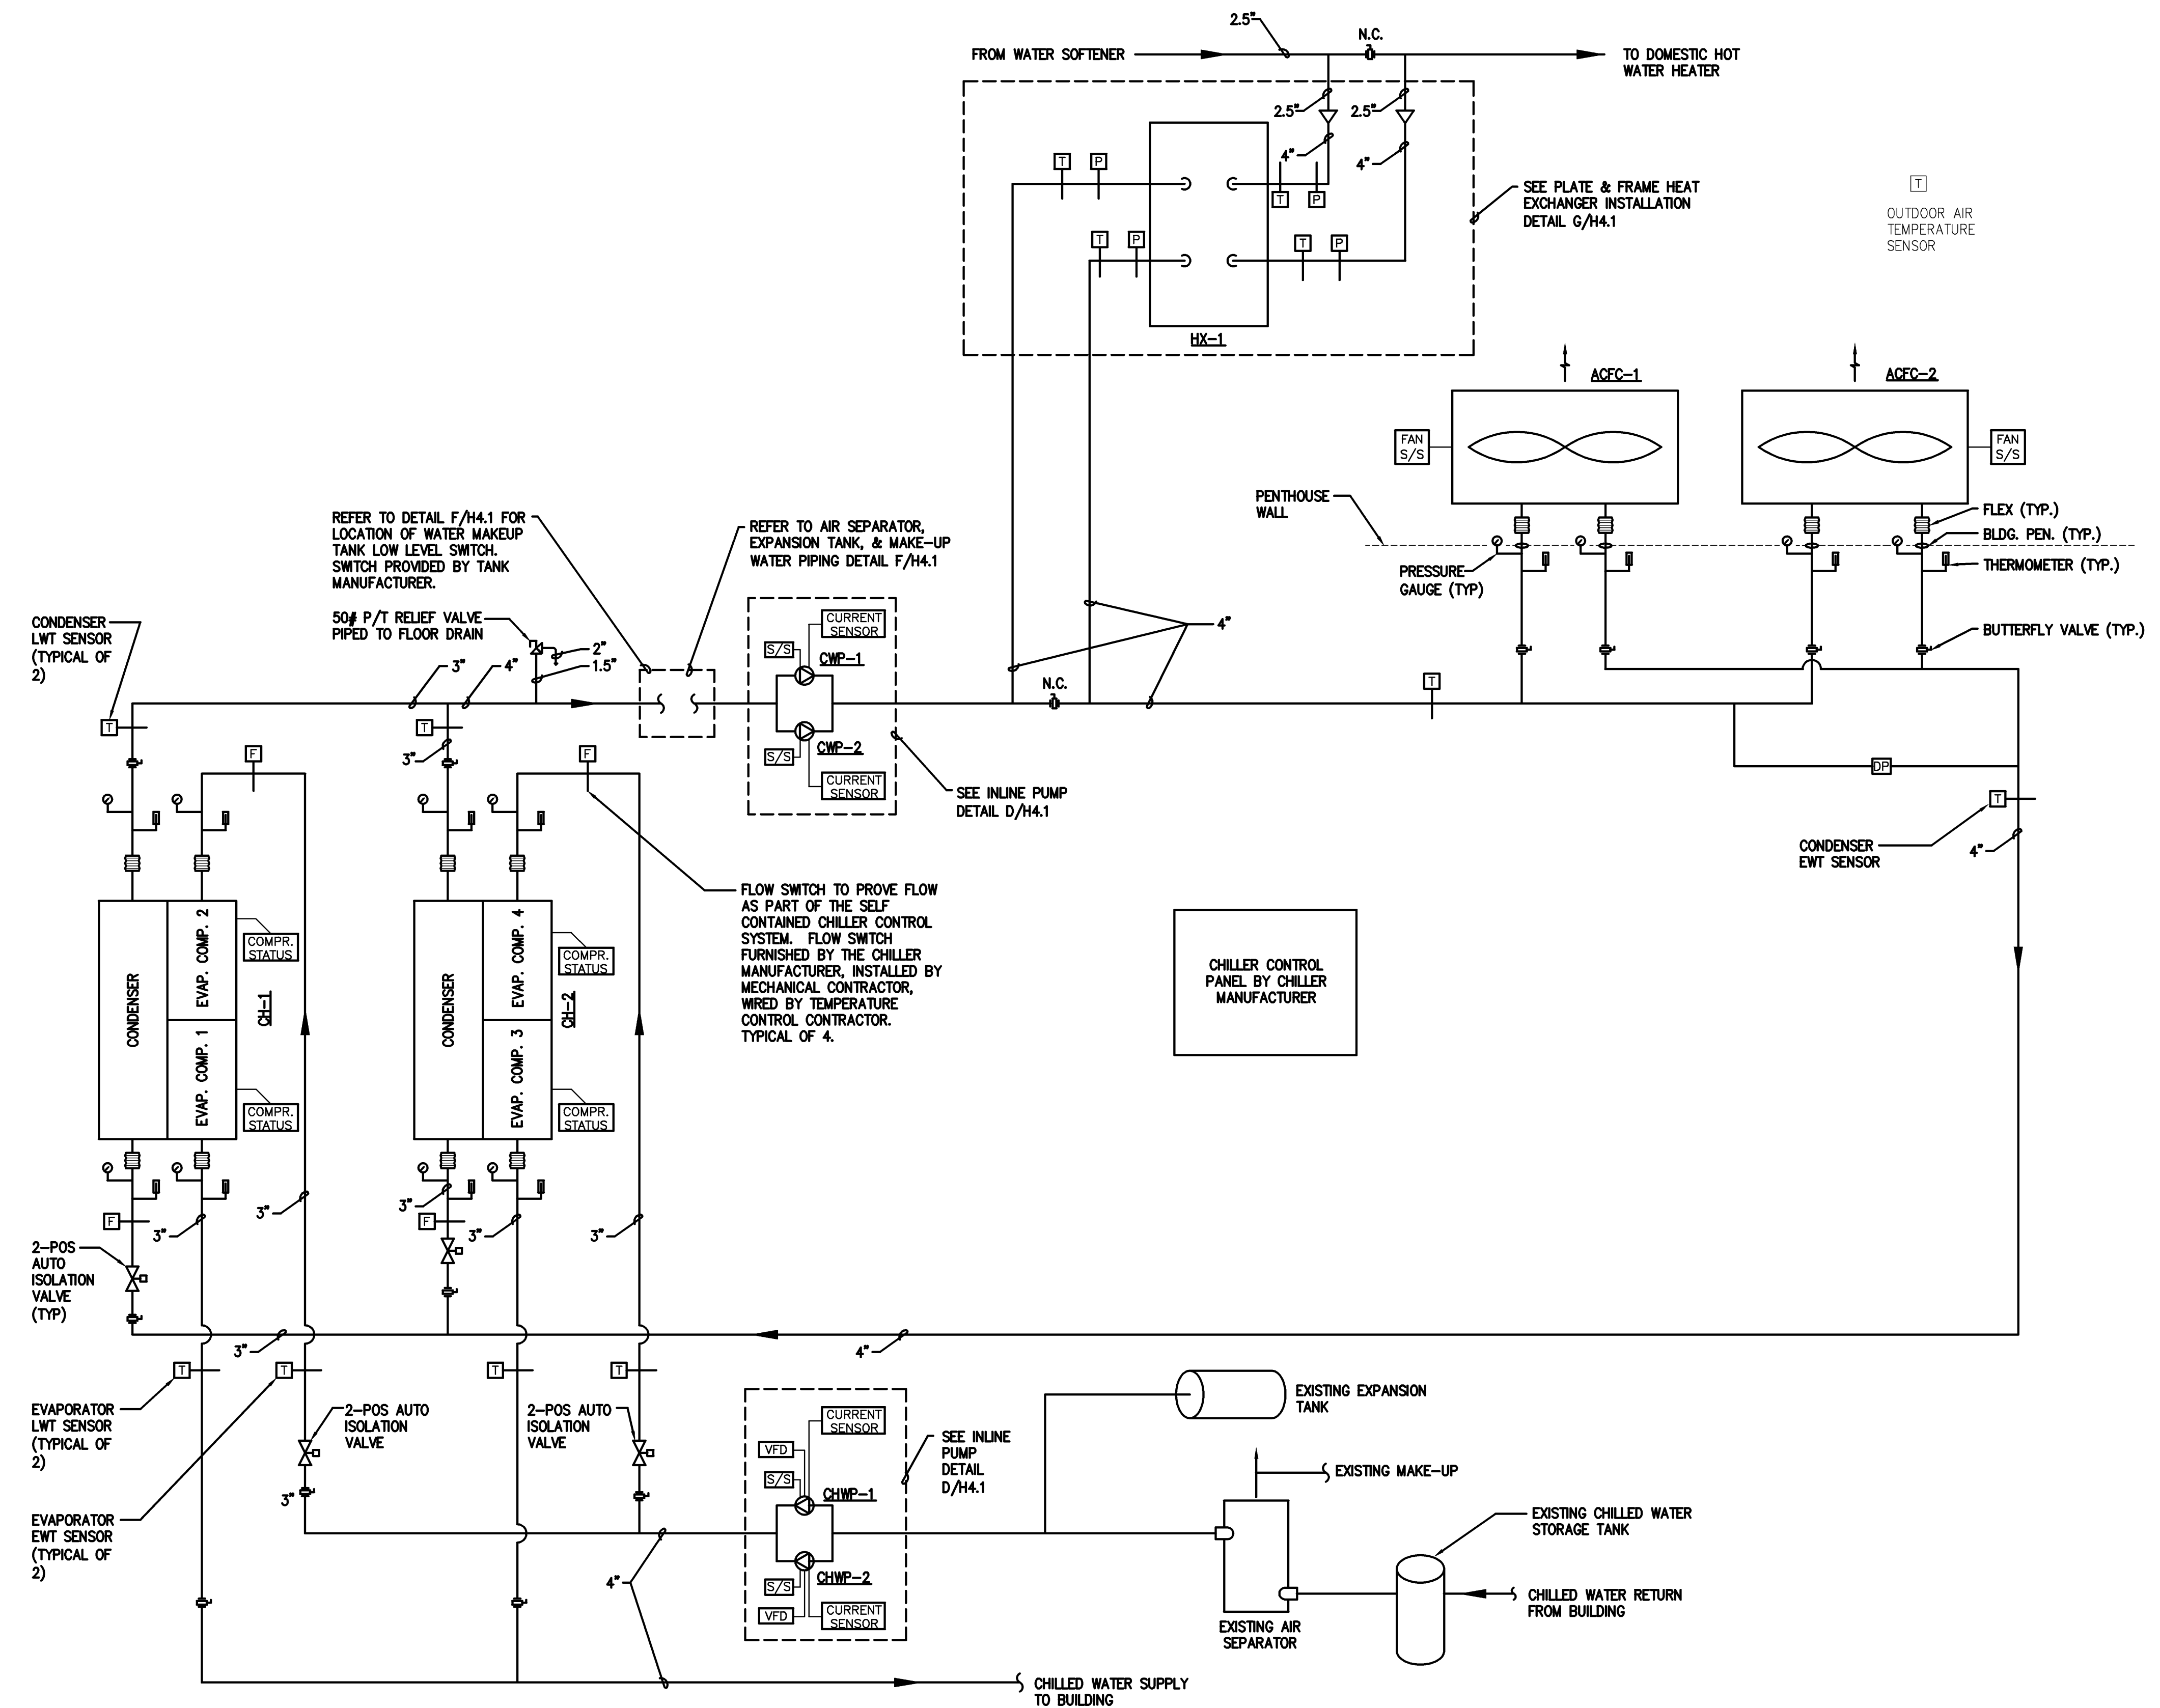 2.5"
N.C.
FROM WATER SOFTENER
TO DOMESTIC HOT
WATER HEATER
2.5"
2.5"
4"
4"
T
P
T
P
T
P
T
P
HX-1
SEE PLATE & FRAME HEAT
EXCHANGER INSTALLATION
DETAIL G/H4.1
T
OUTDOOR AIR
TEMPERATURE
SENSOR
ACFC-1
ACFC-2
FAN
S/S
FAN
S/S
PENTHOUSE
WALL
FLEX (TYP.)
BLDG. PEN. (TYP.)
THERMOMETER (TYP.)
PRESSURE
GAUGE (TYP)
BUTTERFLY VALVE (TYP.)
REFER TO DETAIL F/H4.1 FOR
LOCATION OF WATER MAKEUP
TANK LOW LEVEL SWITCH.
SWITCH PROVIDED BY TANK
MANUFACTURER.
REFER TO AIR SEPARATOR,
EXPANSION TANK, & MAKE-UP
WATER PIPING DETAIL F/H4.1
50# P/T RELIEF VALVE
PIPED TO FLOOR DRAIN
2"
1.5"
CONDENSER
LWT SENSOR
(TYPICAL OF
2)
3"
4"
CURRENT
SENSOR
S/S
CWP-1
CWP-2
S/S
CURRENT
SENSOR
4"
N.C.
T
T
T
3"
F
F
SEE INLINE PUMP
DETAIL D/H4.1
DP
T
CONDENSER
EWT SENSOR
4"
FLOW SWITCH TO PROVE FLOW
AS PART OF THE SELF
CONTAINED CHILLER CONTROL
SYSTEM. FLOW SWITCH
FURNISHED BY THE CHILLER
MANUFACTURER, INSTALLED BY
MECHANICAL CONTRACTOR,
WIRED BY TEMPERATURE
CONTROL CONTRACTOR.
TYPICAL OF 4.
CHILLER CONTROL
PANEL BY CHILLER
MANUFACTURER
CONDENSER
EVAP. COMP. 2
EVAP. COMP. 1
COMPR.
STATUS
COMPR.
STATUS
CH-1
CONDENSER
EVAP. COMP. 4
EVAP. COMP. 3
COMPR.
STATUS
COMPR.
STATUS
CH-2
3"
3"
3"
3"
3"
F
F
2-POS
AUTO
ISOLATION
VALVE
(TYP)
3"
4"
T
T
T
T
EVAPORATOR
LWT SENSOR
(TYPICAL OF
2)
2-POS AUTO
ISOLATION
VALVE
2-POS AUTO
ISOLATION
VALVE
3"
EVAPORATOR
EWT SENSOR
(TYPICAL OF
2)
CURRENT
SENSOR
VFD
S/S
CHWP-1
CHWP-2
S/S
VFD
CURRENT
SENSOR
SEE INLINE
PUMP
DETAIL
D/H4.1
4"
EXISTING EXPANSION
TANK
EXISTING MAKE-UP
EXISTING CHILLED WATER
STORAGE TANK
EXISTING AIR
SEPARATOR
CHILLED WATER RETURN
FROM BUILDING
CHILLED WATER SUPPLY
TO BUILDING